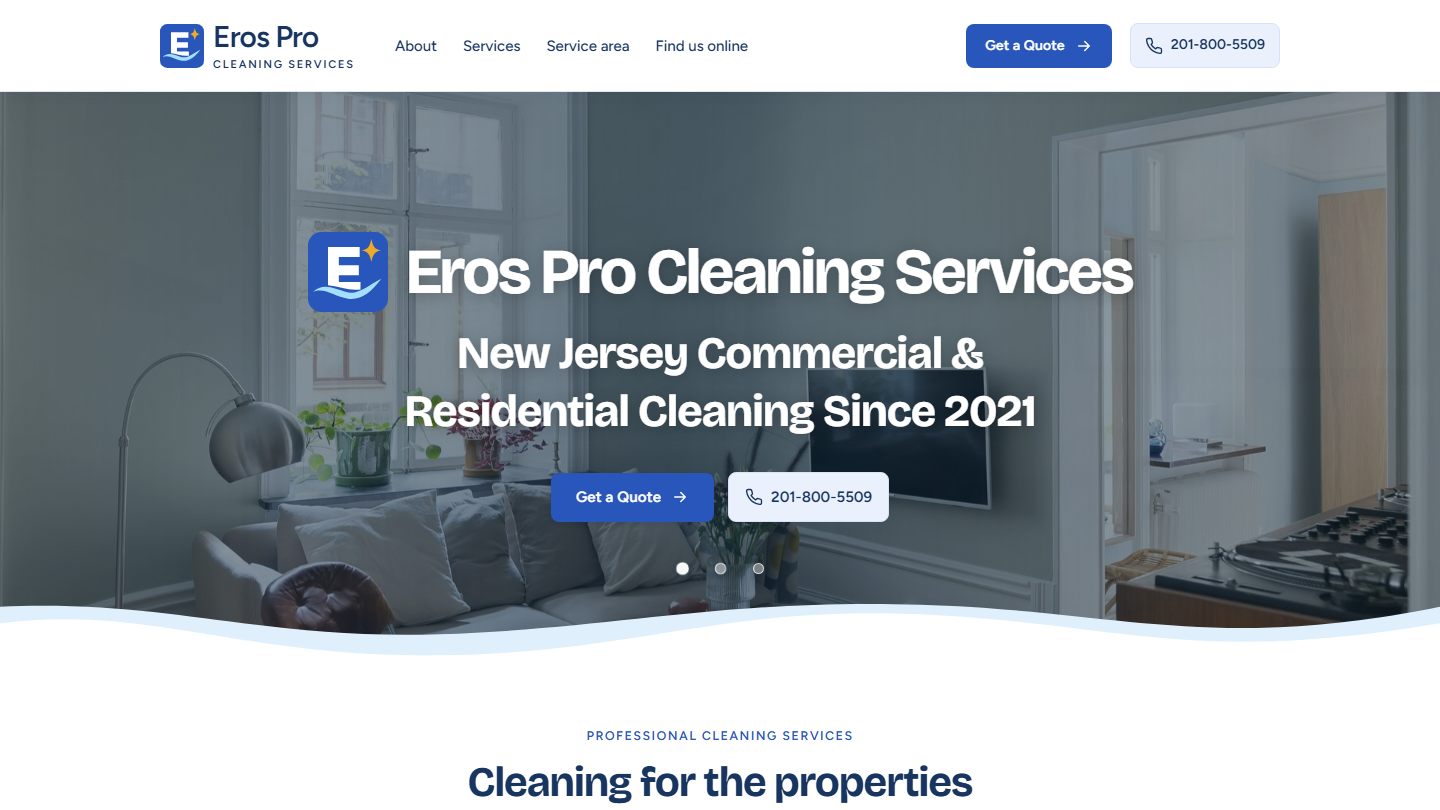 E
Eros Pro
CLEANING SERVICES
About
Services
Service area
Find us online
Get a Quote
201-800-5509
E
Eros Pro Cleaning Services
New Jersey Commercial &
Residential Cleaning Since 2021
Get a Quote
201-800-5509
PROFESSIONAL CLEANING SERVICES
Cleaning for the properties